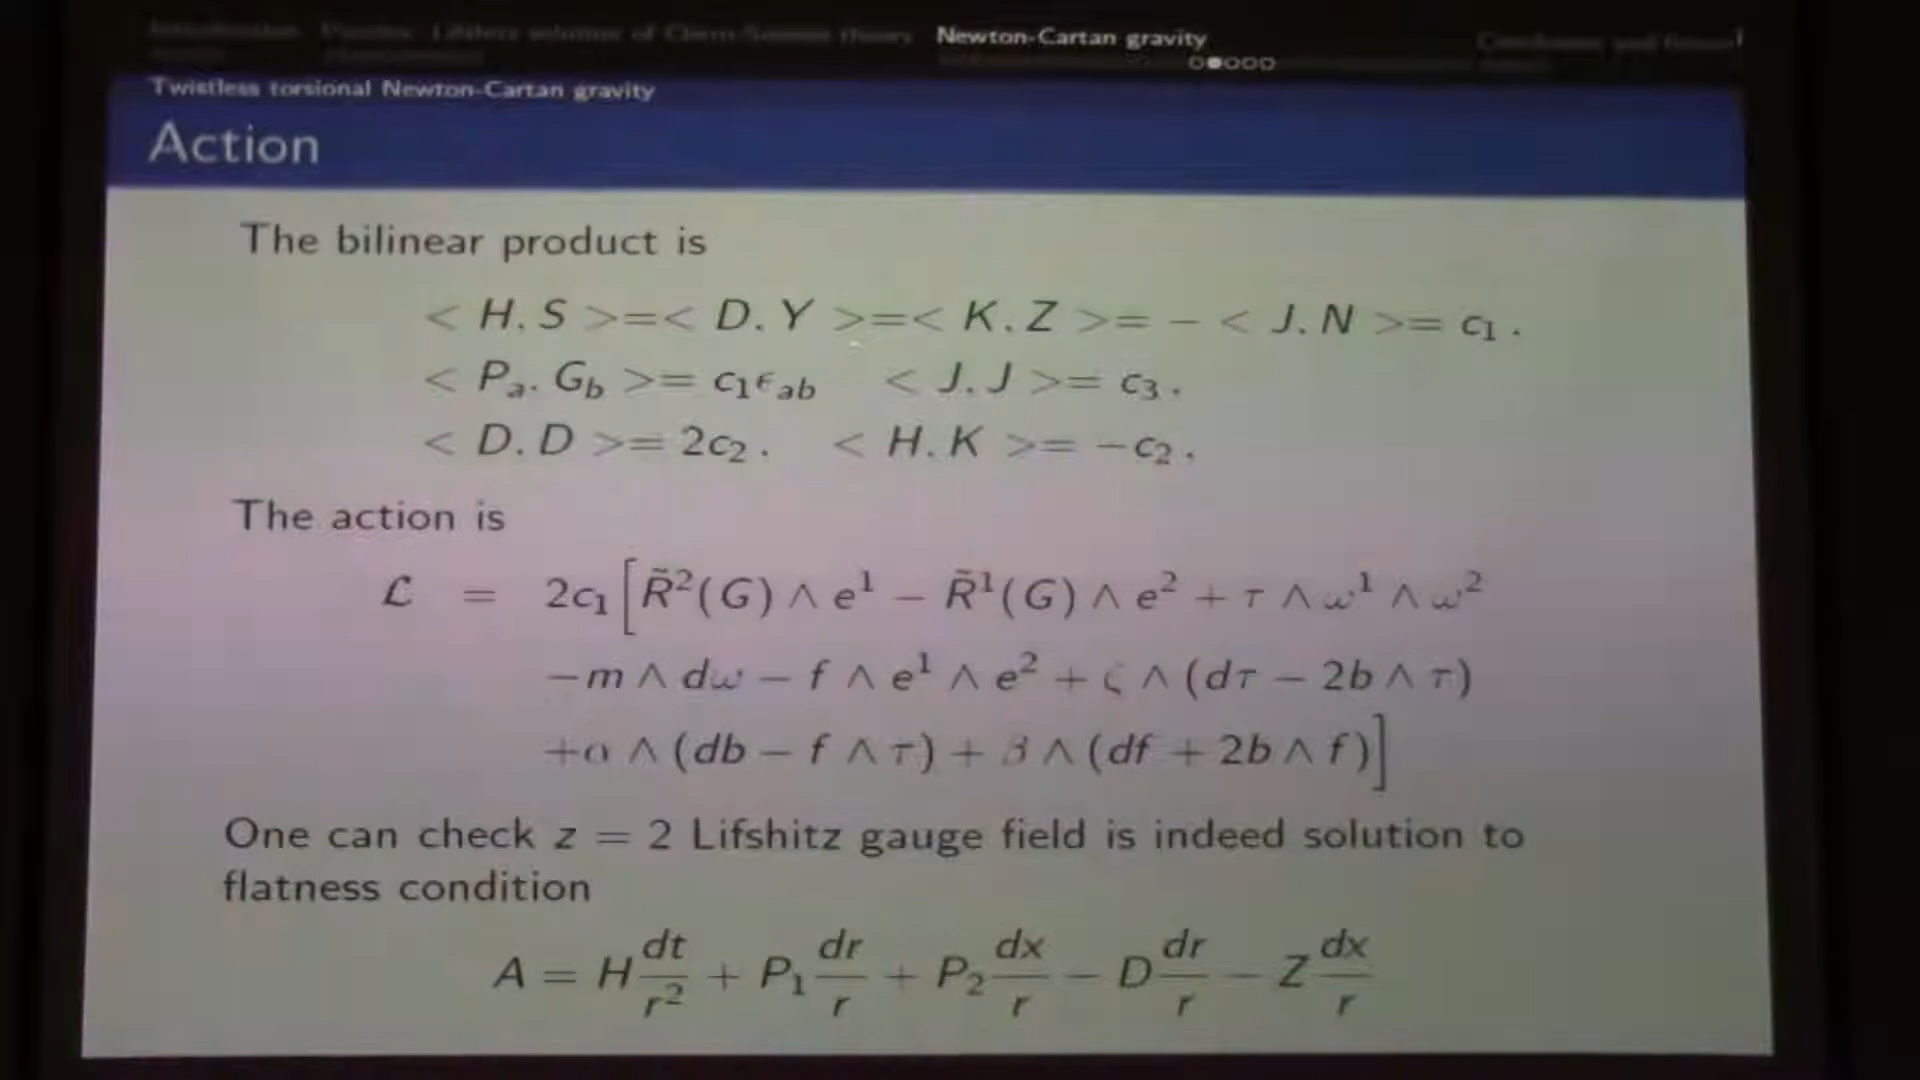 Newton-Cartan gravity
Twistless torsional Newton-Cartan gravity
Action
The bilinear product is
< H. S >=< D. Y >=< K. Z >= − < J. N >= c₁ .
< Pₐ. G_b >= c₁ϵ_ab < J. J >= c₃ .
< D. D >= 2c₂ . < H. K >= −c₂ .
The action is
ℒ = 2c₁[R̃²(G) ∧ e¹ − R̃¹(G) ∧ e² + τ ∧ ω¹ ∧ ω²
−m ∧ dω − f ∧ e¹ ∧ e² + ζ ∧ (dτ − 2b ∧ τ)
+α ∧ (db − f ∧ τ) + β ∧ (df + 2b ∧ f)]
One can check z = 2 Lifshitz gauge field is indeed solution to
flatness condition
A = H dt/r² + P₁ dr/r + P₂ dx/r − D dr/r − Z dx/r